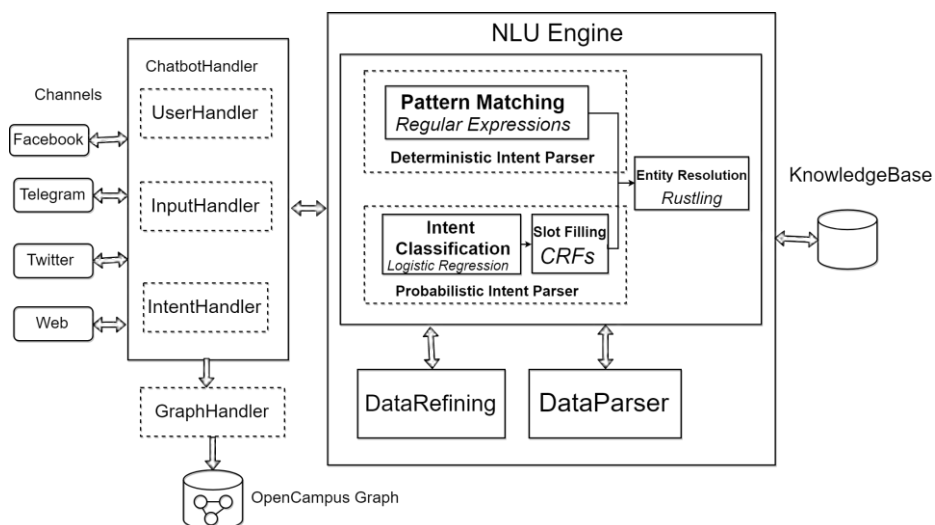 NLU Engine
ChatbotHandler
Channels
UserHandler
Facebook
Telegram
InputHandler
Twitter
IntentHandler
Web
GraphHandler
OpenCampus Graph
Pattern Matching
Regular Expressions
Deterministic Intent Parser
Entity Resolution
Rustling
Intent
Classification
Logistic Regression
Slot Filling
CRFs
Probabilistic Intent Parser
DataRefining
DataParser
KnowledgeBase